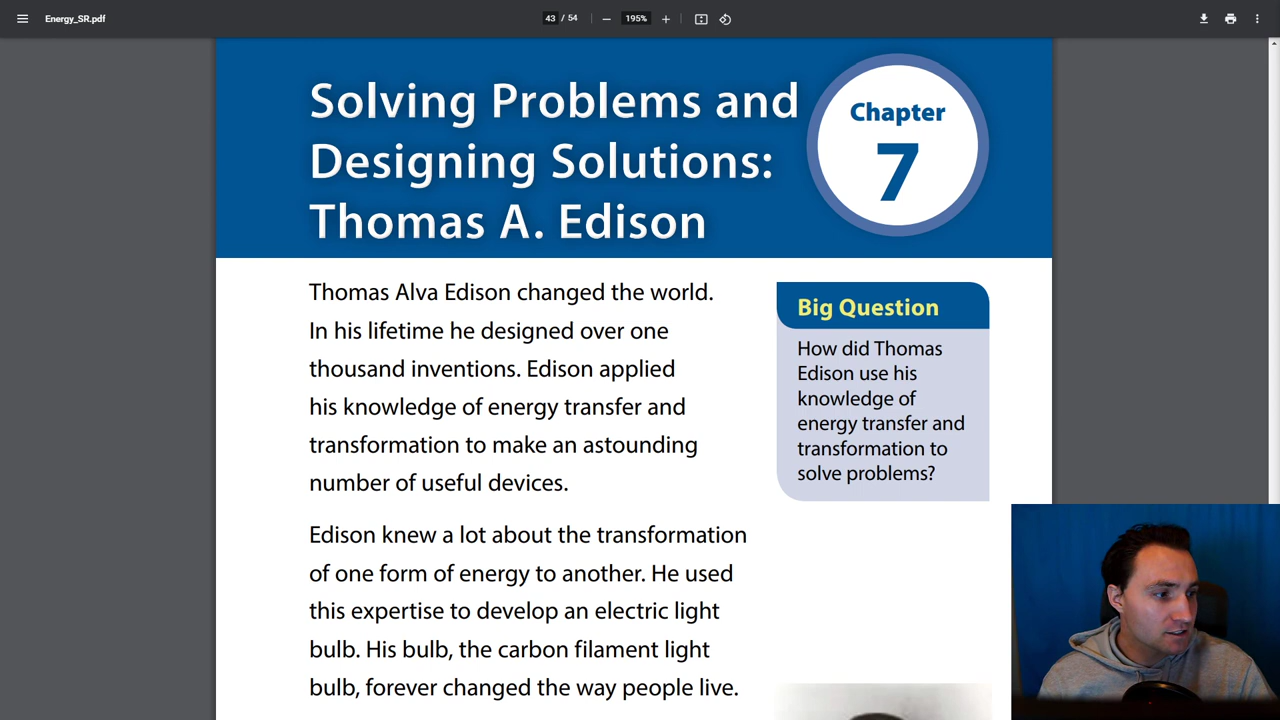 Energy_SR.pdf
43 / 54
195%
Solving Problems and
Designing Solutions:
Thomas A. Edison
Chapter
7
Thomas Alva Edison changed the world.
In his lifetime he designed over one
thousand inventions. Edison applied
his knowledge of energy transfer and
transformation to make an astounding
number of useful devices.
Edison knew a lot about the transformation
of one form of energy to another. He used
this expertise to develop an electric light
bulb. His bulb, the carbon filament light
bulb, forever changed the way people live.
Big Question
How did Thomas
Edison use his
knowledge of
energy transfer and
transformation to
solve problems?